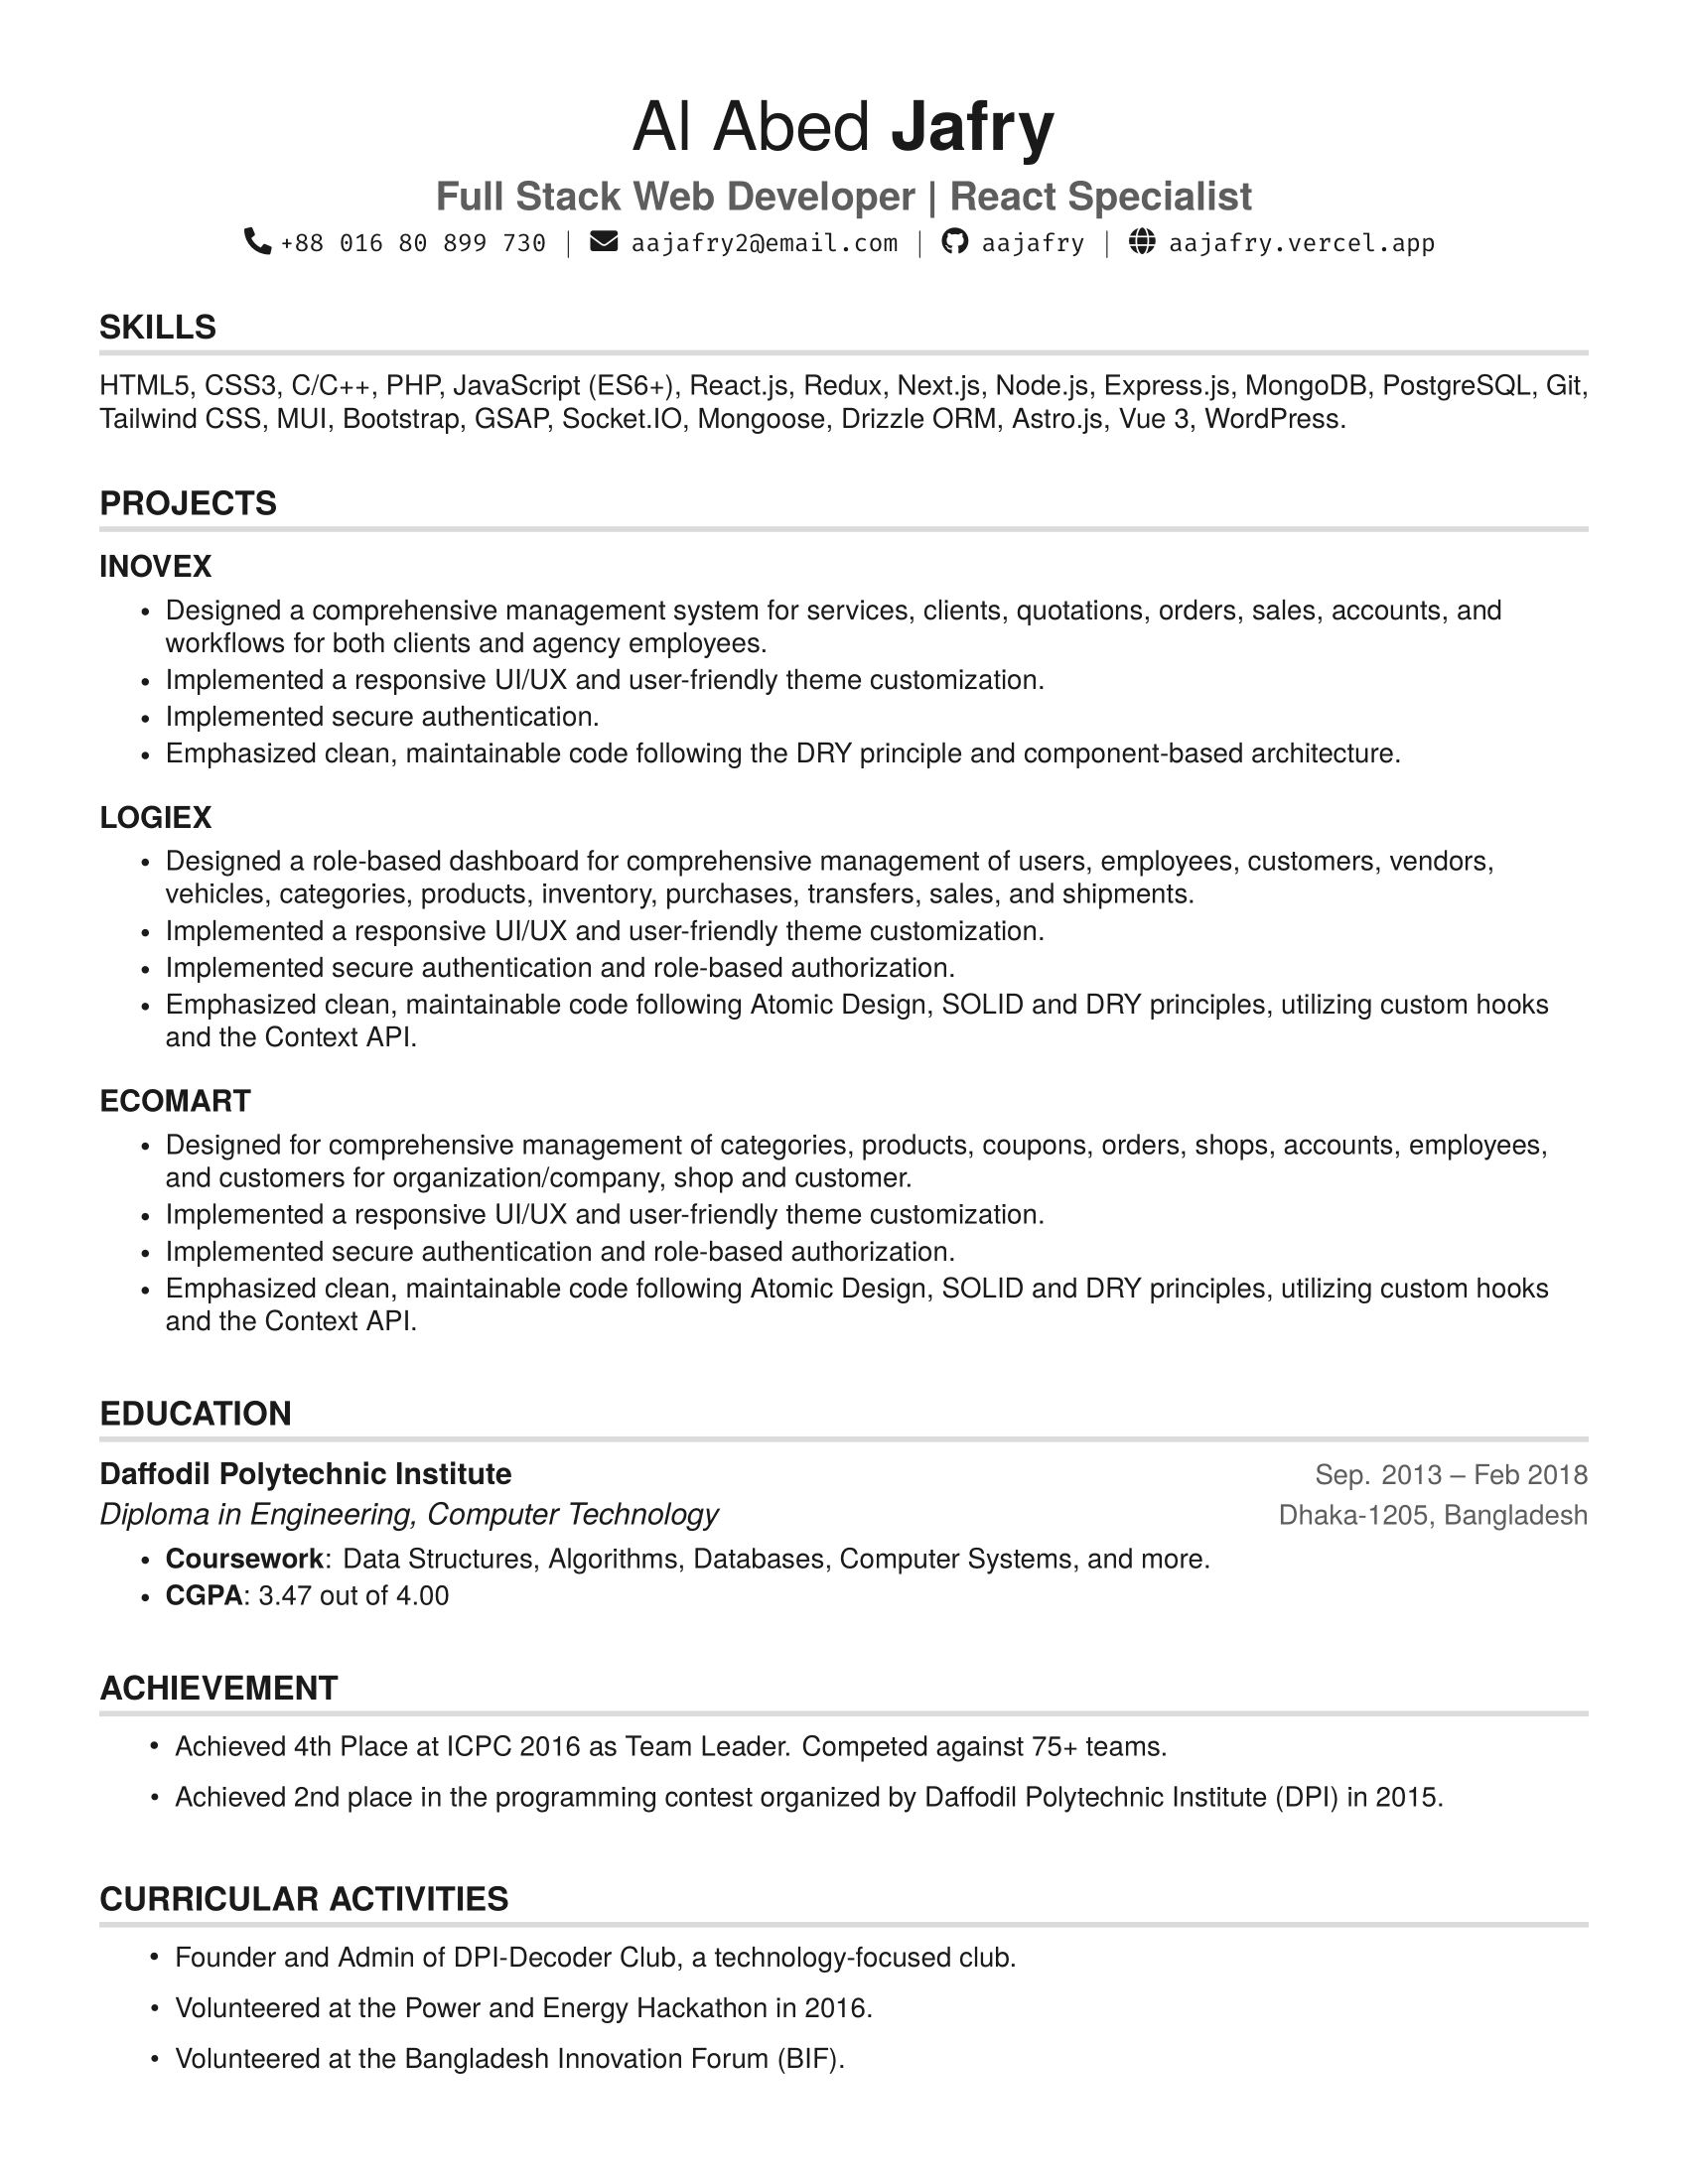 Al Abed Jafry
Full Stack Web Developer | React Specialist
+88 016 80 899 730 | aajafry2@email.com | aajafry | aajafry.vercel.app
SKILLS
HTML5, CSS3, C/C++, PHP, JavaScript (ES6+), React.js, Redux, Next.js, Node.js, Express.js, MongoDB, PostgreSQL, Git,
Tailwind CSS, MUI, Bootstrap, GSAP, Socket.IO, Mongoose, Drizzle ORM, Astro.js, Vue 3, WordPress.
PROJECTS
INOVEX
• Designed a comprehensive management system for services, clients, quotations, orders, sales, accounts, and
workflows for both clients and agency employees.
• Implemented a responsive UI/UX and user-friendly theme customization.
• Implemented secure authentication.
• Emphasized clean, maintainable code following the DRY principle and component-based architecture.
LOGIEX
• Designed a role-based dashboard for comprehensive management of users, employees, customers, vendors,
vehicles, categories, products, inventory, purchases, transfers, sales, and shipments.
• Implemented a responsive UI/UX and user-friendly theme customization.
• Implemented secure authentication and role-based authorization.
• Emphasized clean, maintainable code following Atomic Design, SOLID and DRY principles, utilizing custom hooks
and the Context API.
ECOMART
• Designed for comprehensive management of categories, products, coupons, orders, shops, accounts, employees,
and customers for organization/company, shop and customer.
• Implemented a responsive UI/UX and user-friendly theme customization.
• Implemented secure authentication and role-based authorization.
• Emphasized clean, maintainable code following Atomic Design, SOLID and DRY principles, utilizing custom hooks
and the Context API.
EDUCATION
Daffodil Polytechnic Institute Sep. 2013 – Feb 2018
Diploma in Engineering, Computer Technology Dhaka-1205, Bangladesh
• Coursework: Data Structures, Algorithms, Databases, Computer Systems, and more.
• CGPA: 3.47 out of 4.00
ACHIEVEMENT
• Achieved 4th Place at ICPC 2016 as Team Leader. Competed against 75+ teams.
• Achieved 2nd place in the programming contest organized by Daffodil Polytechnic Institute (DPI) in 2015.
CURRICULAR ACTIVITIES
• Founder and Admin of DPI-Decoder Club, a technology-focused club.
• Volunteered at the Power and Energy Hackathon in 2016.
• Volunteered at the Bangladesh Innovation Forum (BIF).